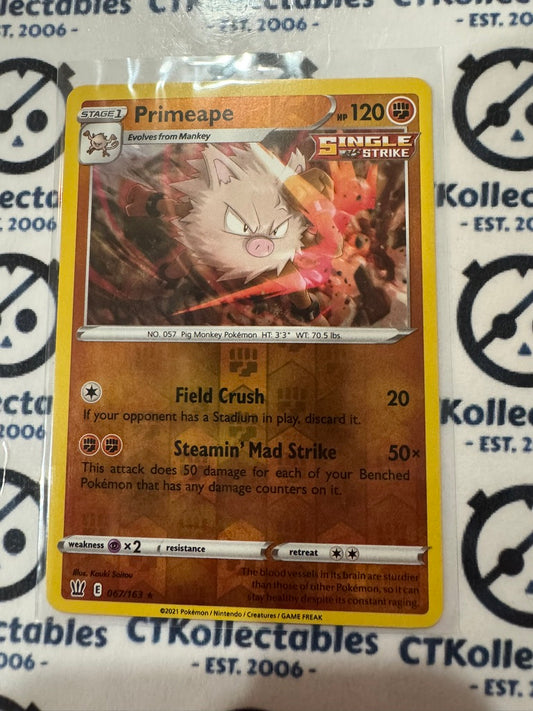 CTKollectables
- EST. 2006 -
STAGE 1
Primeape
HP 120
Evolves from Mankey
SINGLE STRIKE
NO. 057 Pig Monkey Pokémon HT: 3'3" WT: 70.5 lbs.
Field Crush 20
If your opponent has a Stadium in play, discard it.
Steamin' Mad Strike 50×
This attack does 50 damage for each of your Benched
Pokémon that has any damage counters on it.
weakness ×2 resistance retreat
Illus. Kouki Saitou
E 067/163 ★
The blood vessels in its brain are sturdier
than those of other Pokémon, so it can
stay healthy despite its constant raging.
©2021 Pokémon / Nintendo / Creatures / GAME FREAK
CTKollectables
- EST. 2006 -